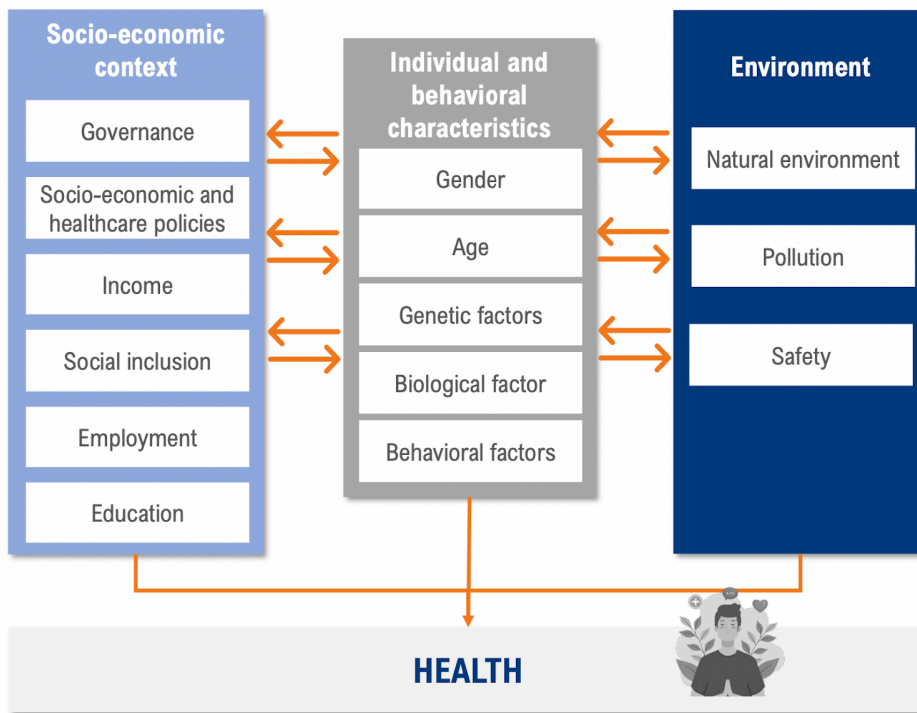 Socio-economic
context
Governance
Socio-economic and
healthcare policies
Income
Social inclusion
Employment
Education
Individual and
behavioral
characteristics
Gender
Age
Genetic factors
Biological factor
Behavioral factors
Environment
Natural environment
Pollution
Safety
HEALTH